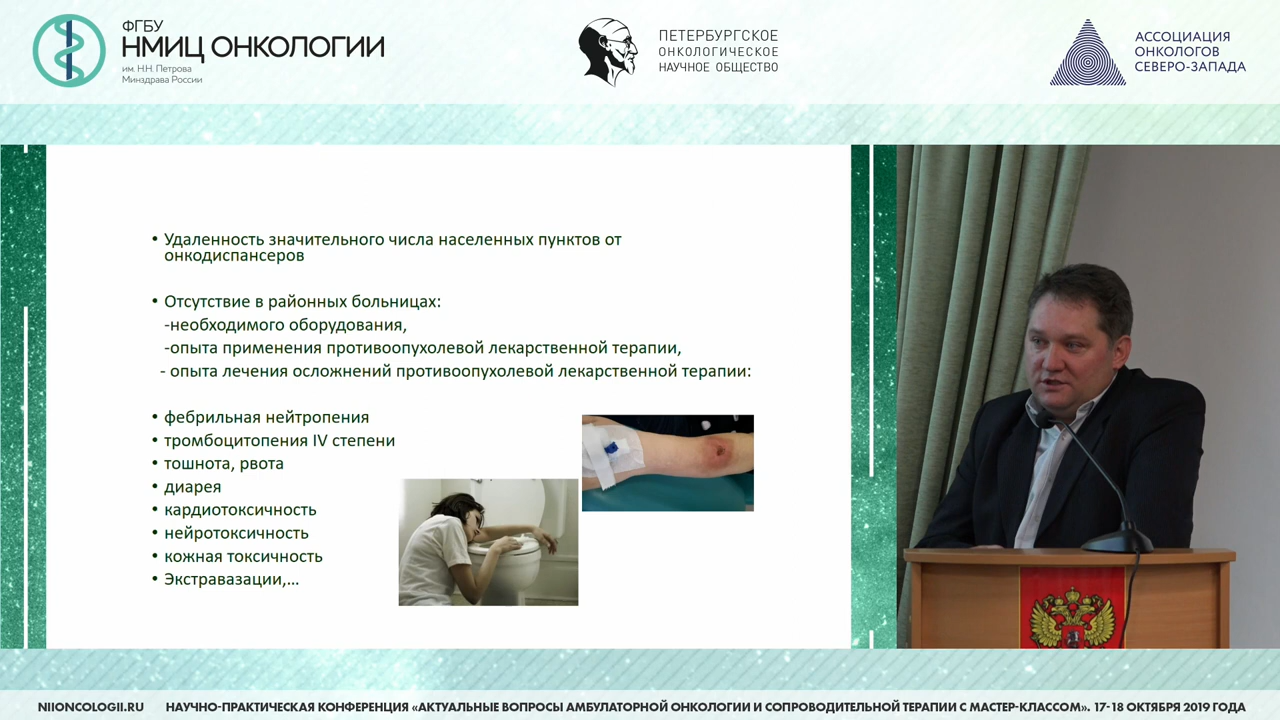 ФГБУ
НМИЦ ОНКОЛОГИИ
им. Н.Н. Петрова
Минздрава России
ПЕТЕРБУРГСКОЕ
ОНКОЛОГИЧЕСКОЕ
НАУЧНОЕ ОБЩЕСТВО
АССОЦИАЦИЯ
ОНКОЛОГОВ
СЕВЕРО-ЗАПАДА
• Удаленность значительного числа населенных пунктов от
онкодиспансеров
• Отсутствие в районных больницах:
-необходимого оборудования,
-опыта применения противоопухолевой лекарственной терапии,
- опыта лечения осложнений противоопухолевой лекарственной терапии:
• фебрильная нейтропения
• тромбоцитопения IV степени
• тошнота, рвота
• диарея
• кардиотоксичность
• нейротоксичность
• кожная токсичность
• Экстравазации,...
NIIONCOLOGII.RU НАУЧНО-ПРАКТИЧЕСКАЯ КОНФЕРЕНЦИЯ «АКТУАЛЬНЫЕ ВОПРОСЫ АМБУЛАТОРНОЙ ОНКОЛОГИИ И СОПРОВОДИТЕЛЬНОЙ ТЕРАПИИ С МАСТЕР-КЛАССОМ». 17-18 ОКТЯБРЯ 2019 ГОДА